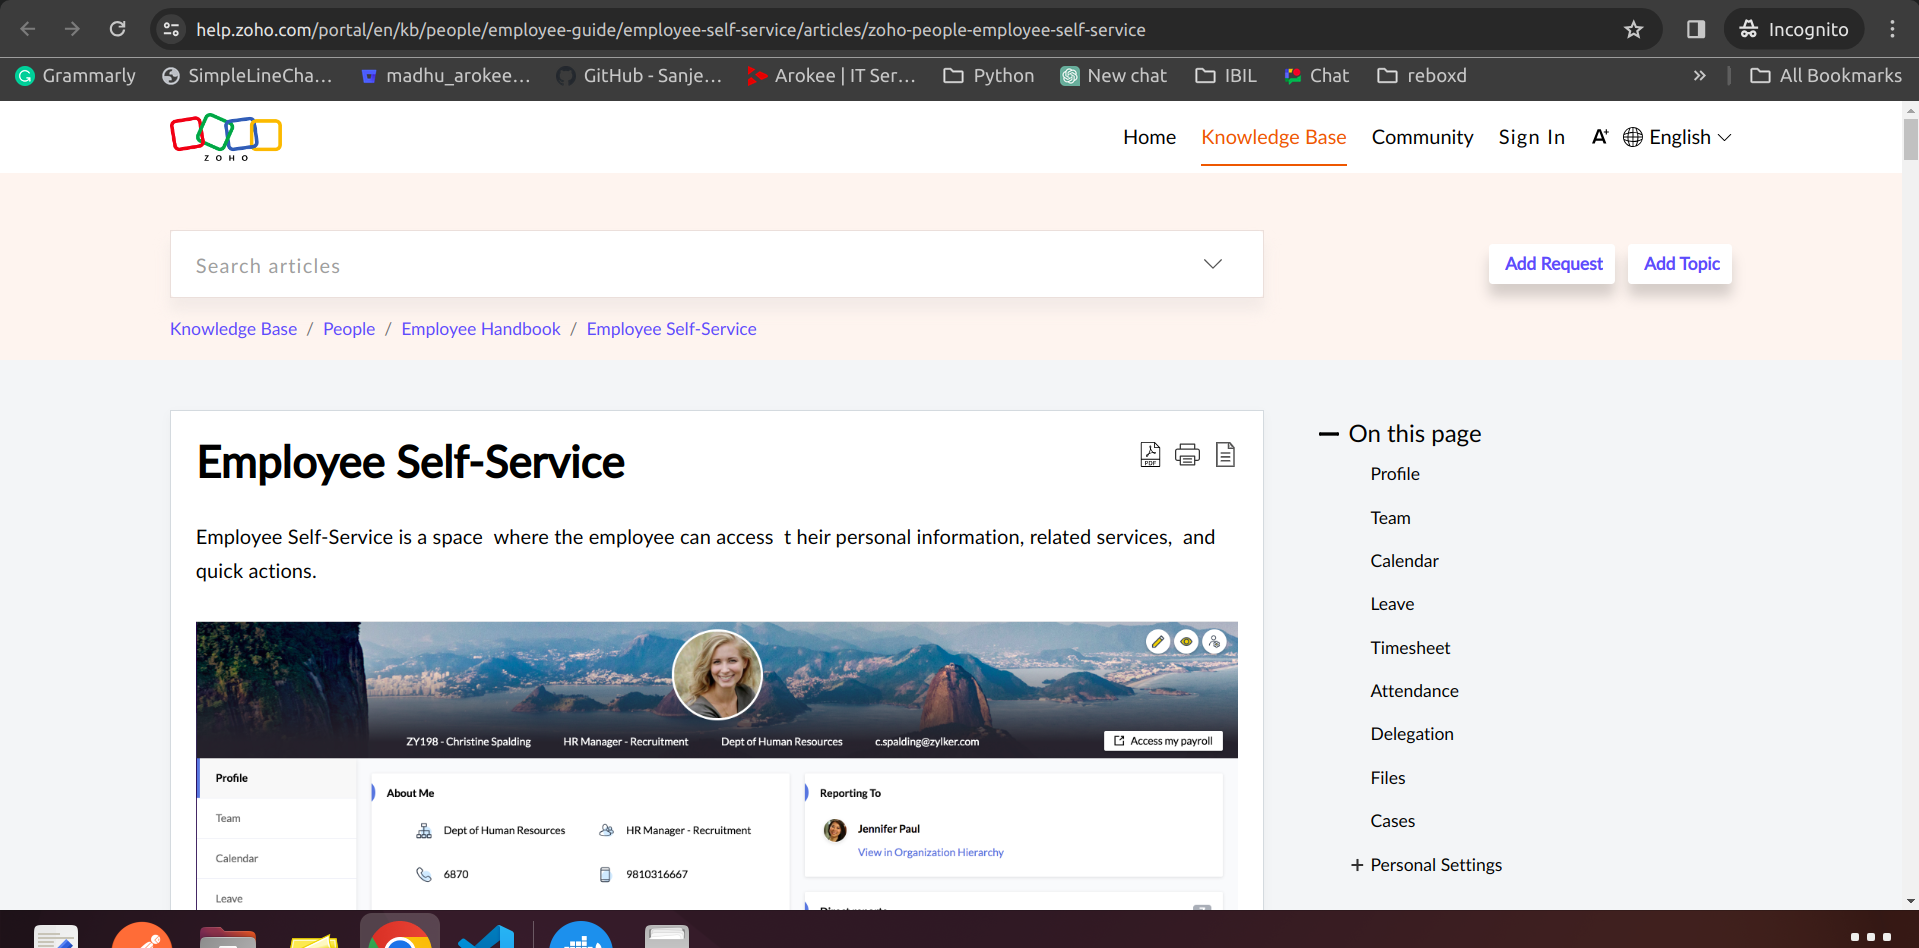 help.zoho.com/portal/en/kb/people/employee-guide/employee-self-service/articles/zoho-people-employee-self-service
Incognito
Grammarly
SimpleLineCha...
madhu_arokee...
GitHub - Sanje...
Arokee | IT Ser...
Python
New chat
IBIL
Chat
reboxd
»
All Bookmarks
ZOHO
Home
Knowledge Base
Community
Sign In
A+
English
Search articles
Add Request
Add Topic
Knowledge Base / People / Employee Handbook / Employee Self-Service
Employee Self-Service
PDF
Employee Self-Service is a space  where the employee can access  t heir personal information, related services,  and
quick actions.
ZY198 - Christine Spalding
HR Manager - Recruitment
Dept of Human Resources
c.spalding@zylker.com
Access my payroll
Profile
Team
Calendar
Leave
About Me
Dept of Human Resources
HR Manager - Recruitment
6870
9810316667
Reporting To
Jennifer Paul
View in Organization Hierarchy
On this page
Profile
Team
Calendar
Leave
Timesheet
Attendance
Delegation
Files
Cases
+ Personal Settings